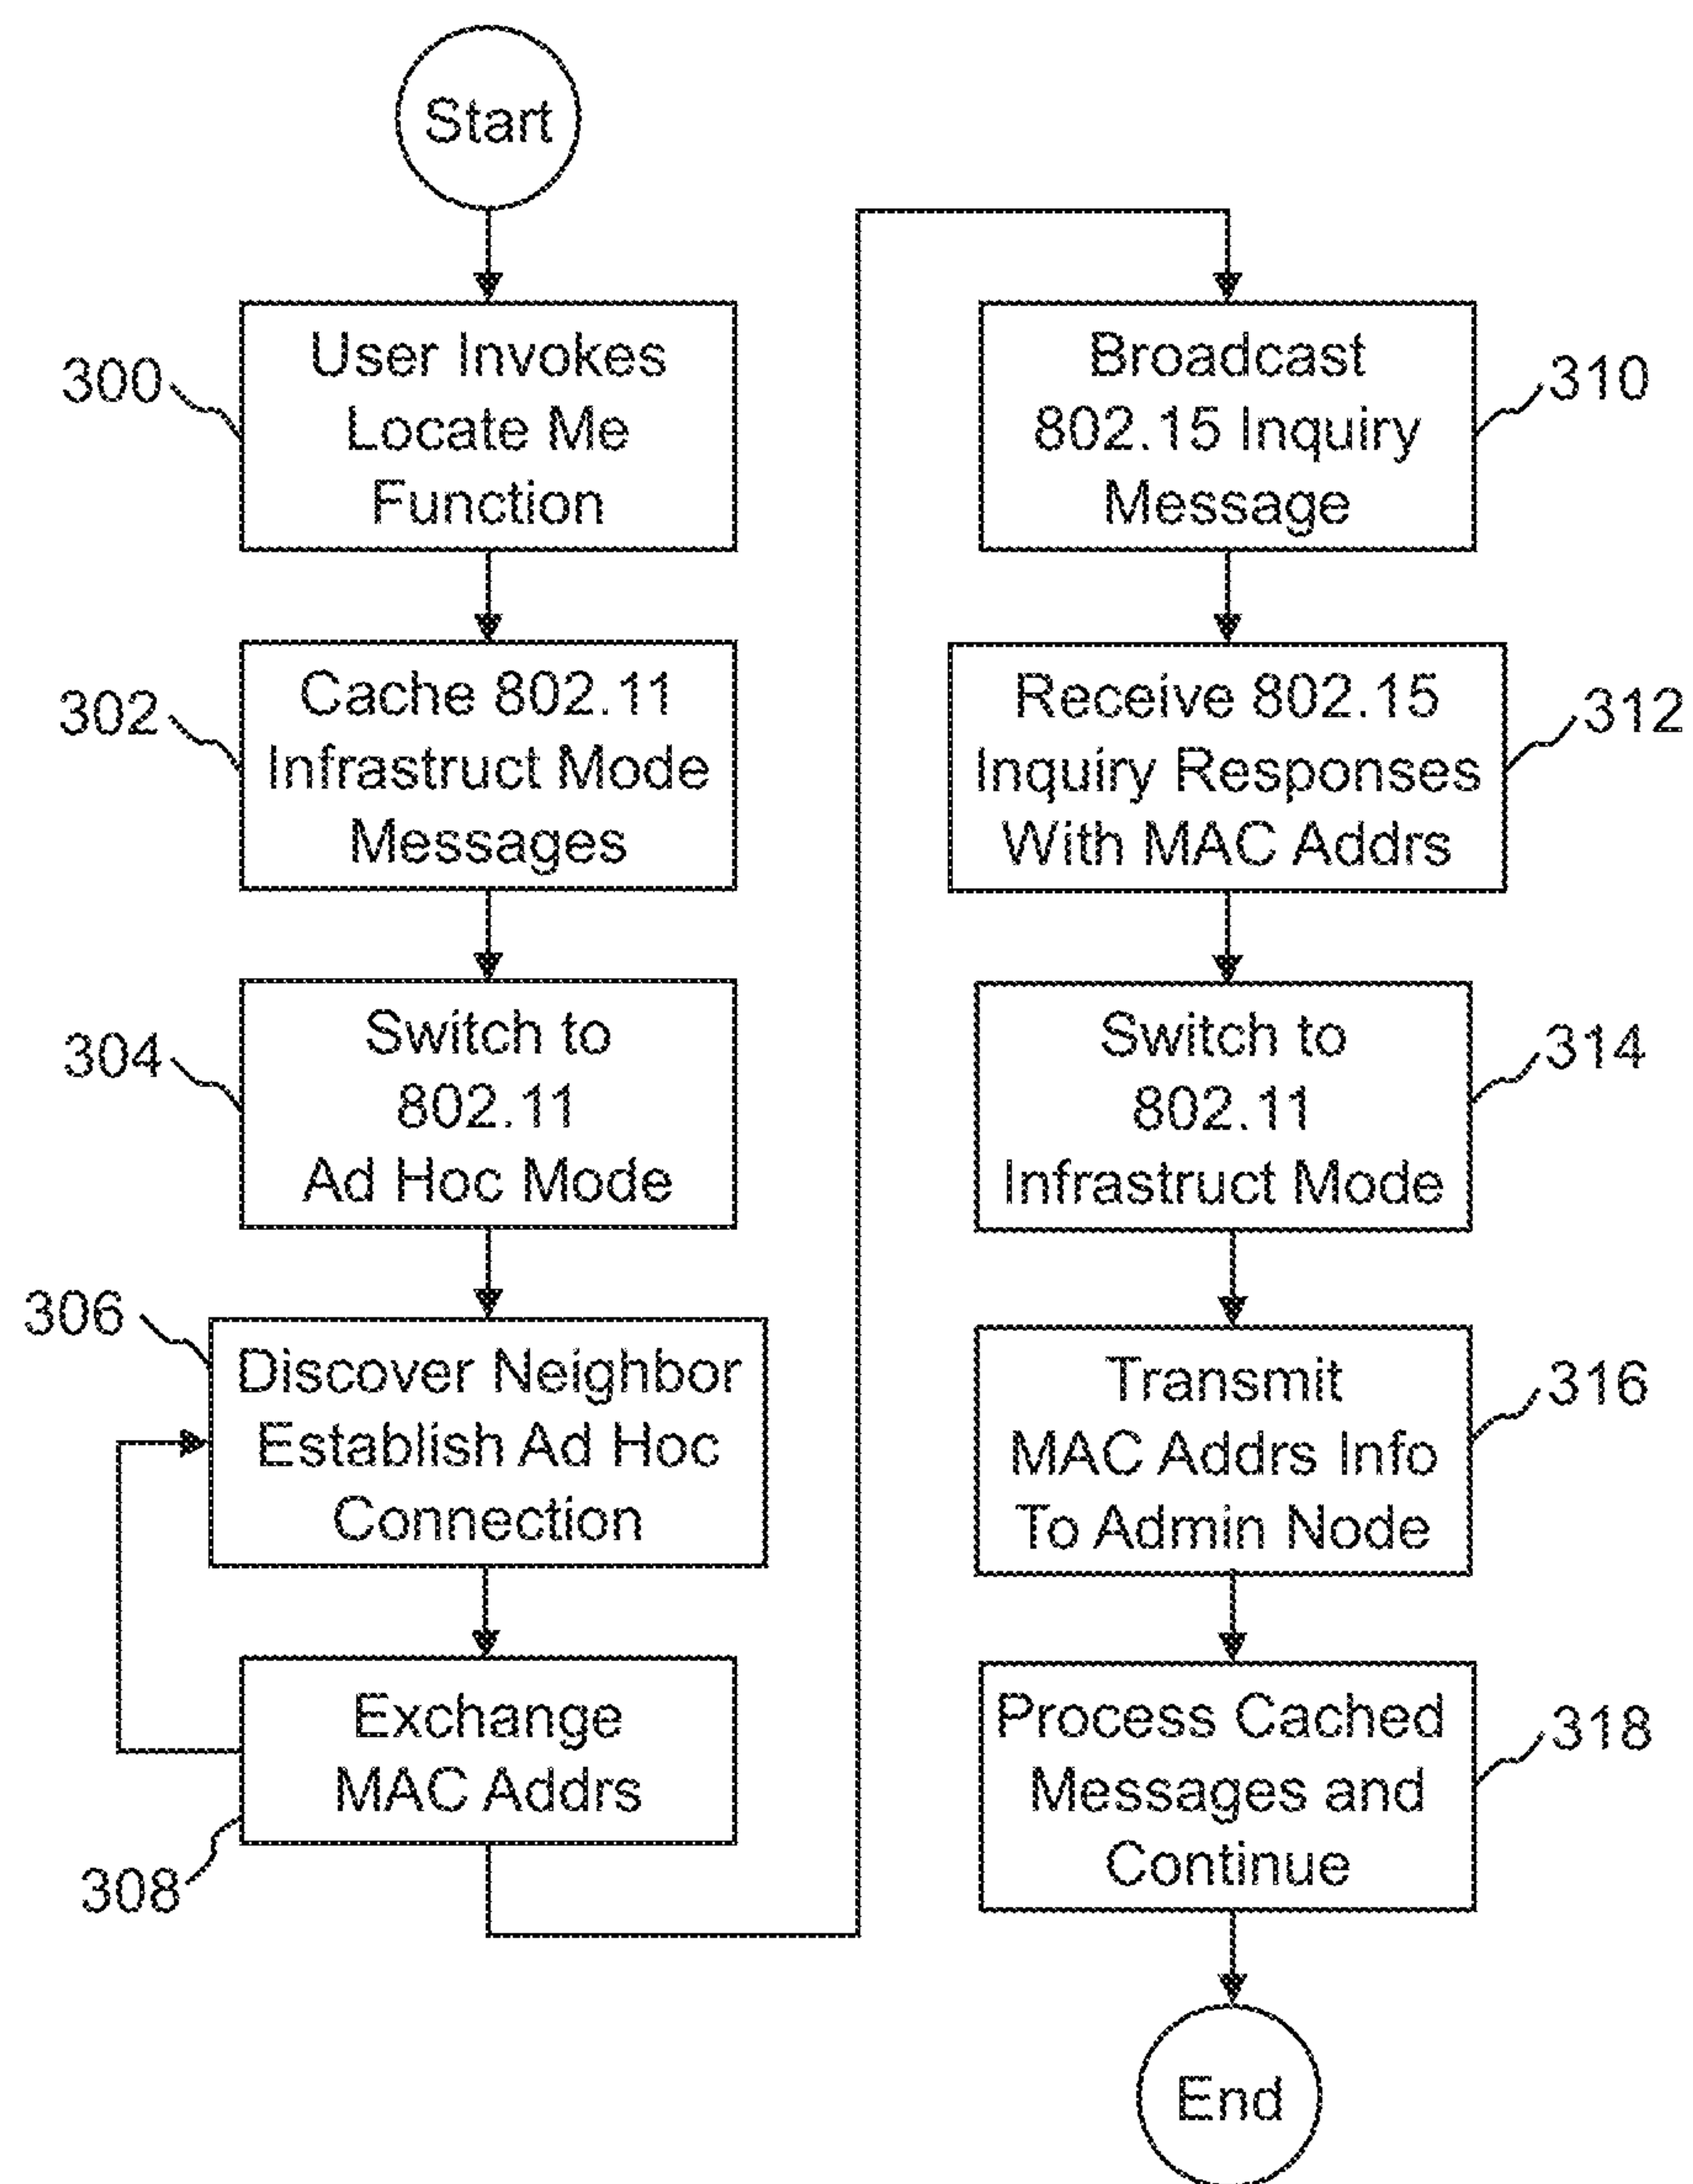 Start
300
User Invokes
Locate Me
Function
302
Cache 802.11
Infrastruct Mode
Messages
304
Switch to
802.11
Ad Hoc Mode
306
Discover Neighbor
Establish Ad Hoc
Connection
Exchange
MAC Addrs
308
Broadcast
802.15 Inquiry
Message
310
Receive 802.15
Inquiry Responses
With MAC Addrs
312
Switch to
802.11
Infrastruct Mode
314
Transmit
MAC Addrs Info
To Admin Node
316
Process Cached
Messages and
Continue
318
End